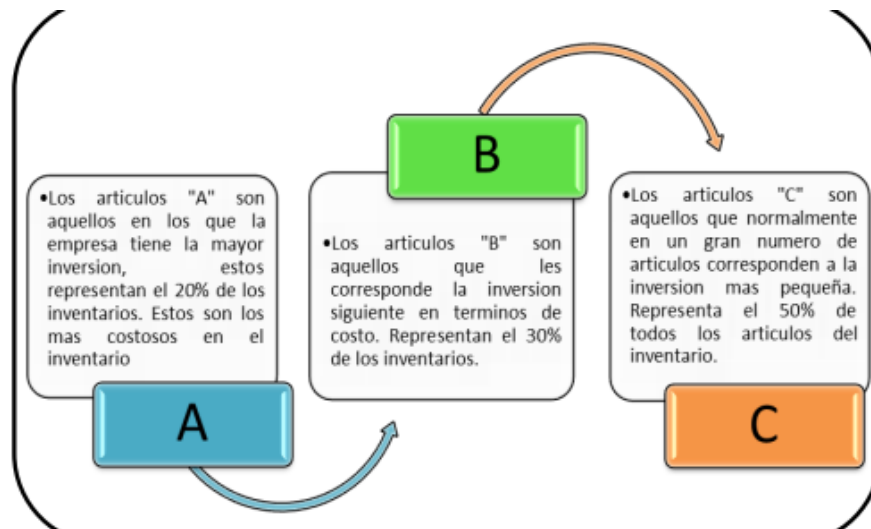 •Los articulos "A" son
aquellos en los que la
empresa tiene la mayor
inversion, estos
representan el 20% de los
inventarios. Estos son los
mas costosos en el
inventario
A
B
•Los articulos "B" son
aquellos que les
corresponde la inversion
siguiente en terminos de
costo. Representan el 30%
de los inventarios.
•Los articulos "C" son
aquellos que normalmente
en un gran numero de
articulos corresponden a la
inversion mas pequeña.
Representa el 50% de
todos los articulos del
inventario.
C